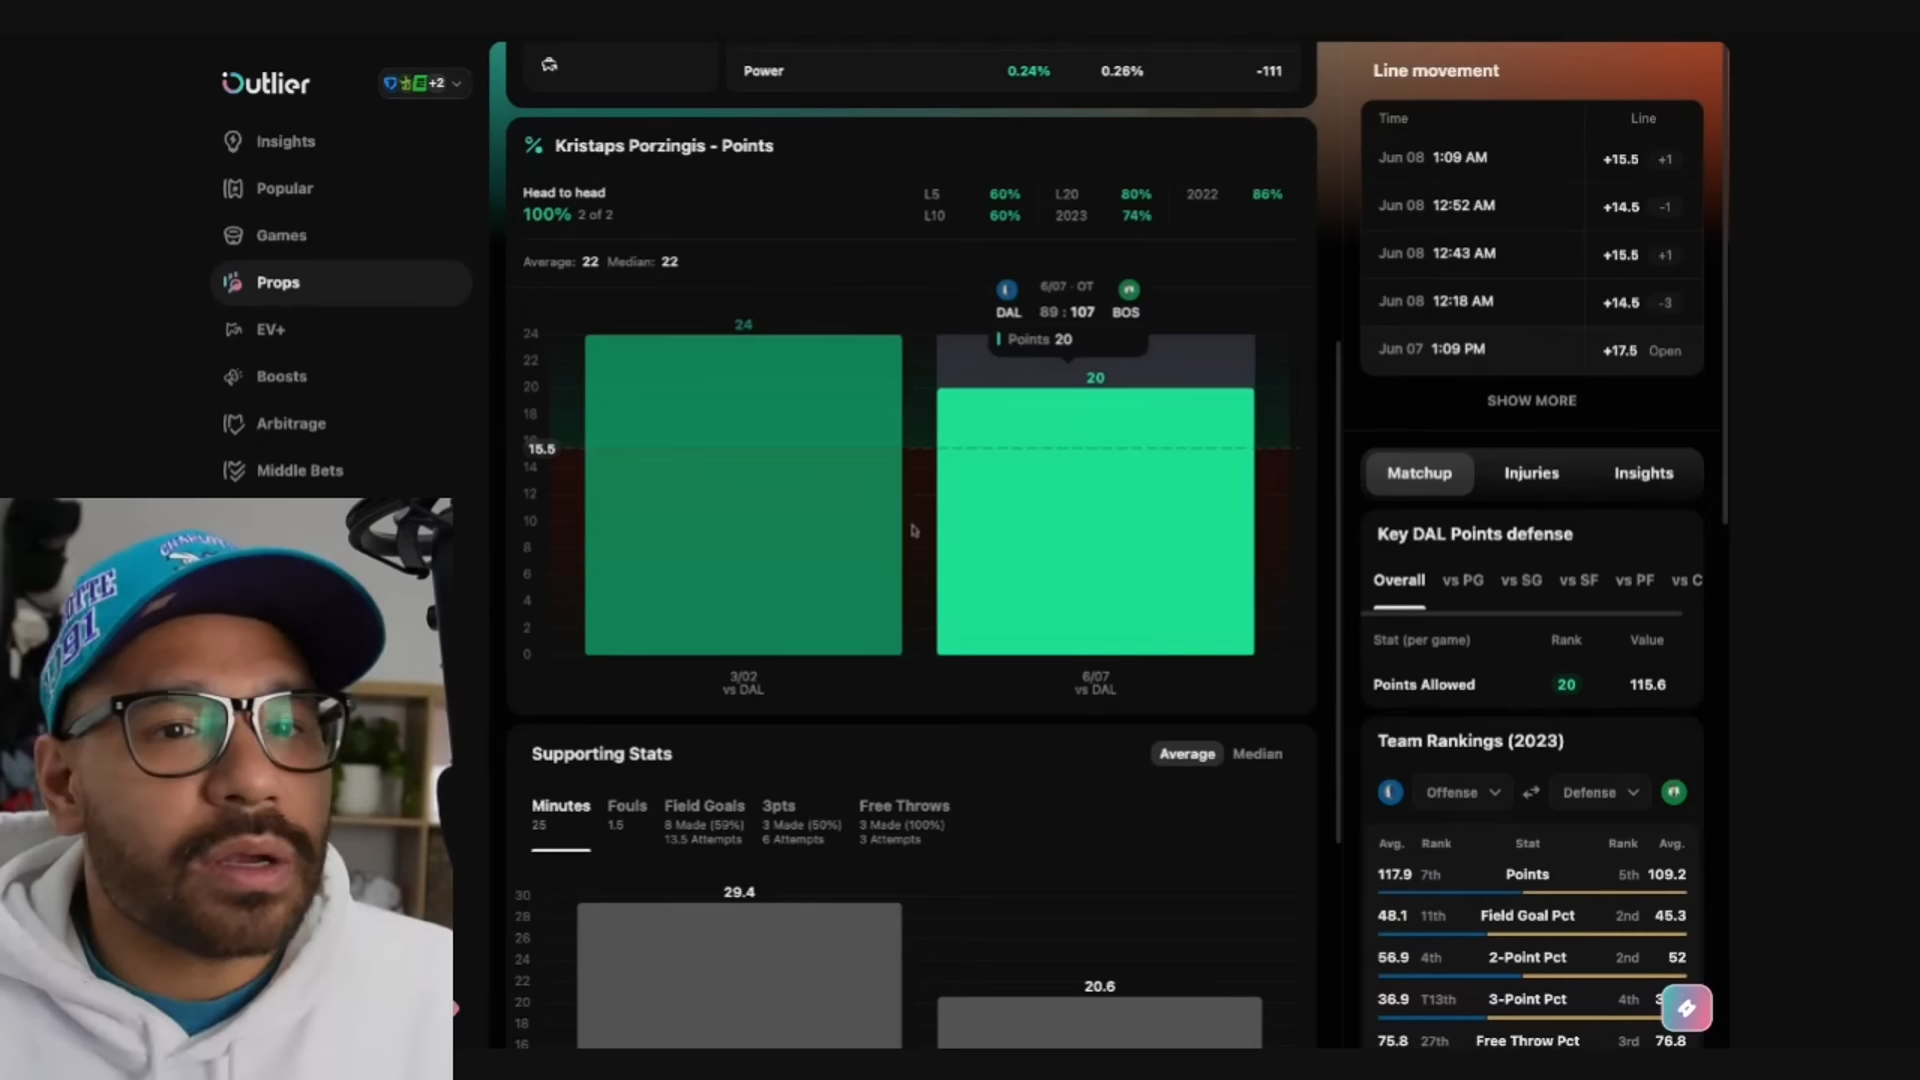 Outlier
+2
Insights
Popular
Games
Props
EV+
Boosts
Arbitrage
Middle Bets
Power 0.24% 0.26% -111
Kristaps Porzingis - Points
Head to head
100% 2 of 2
L5 60% L20 80% 2022 86%
L10 60% 2023 74%
Average: 22 Median: 22
6/07 · OT
DAL 89 : 107 BOS
Points 20
24
20
24
22
20
18
15.5
14
12
10
8
6
4
2
0
3/02
vs DAL
6/07
vs DAL
Supporting Stats
Average Median
Minutes Fouls Field Goals 3pts Free Throws
25 1.5 8 Made (59%) 3 Made (50%) 3 Made (100%)
13.5 Attempts 6 Attempts 3 Attempts
29.4
20.6
30
28
26
24
22
20
18
16
Line movement
Time Line
Jun 08 1:09 AM +15.5 +1
Jun 08 12:52 AM +14.5 -1
Jun 08 12:43 AM +15.5 +1
Jun 08 12:18 AM +14.5 -3
Jun 07 1:09 PM +17.5 Open
SHOW MORE
Matchup Injuries Insights
Key DAL Points defense
Overall vs PG vs SG vs SF vs PF vs C
Stat (per game) Rank Value
Points Allowed 20 115.6
Team Rankings (2023)
Offense Defense
Avg. Rank Stat Rank Avg.
117.9 7th Points 5th 109.2
48.1 11th Field Goal Pct 2nd 45.3
56.9 4th 2-Point Pct 2nd 52
36.9 T13th 3-Point Pct 4th
75.8 27th Free Throw Pct 3rd 76.8